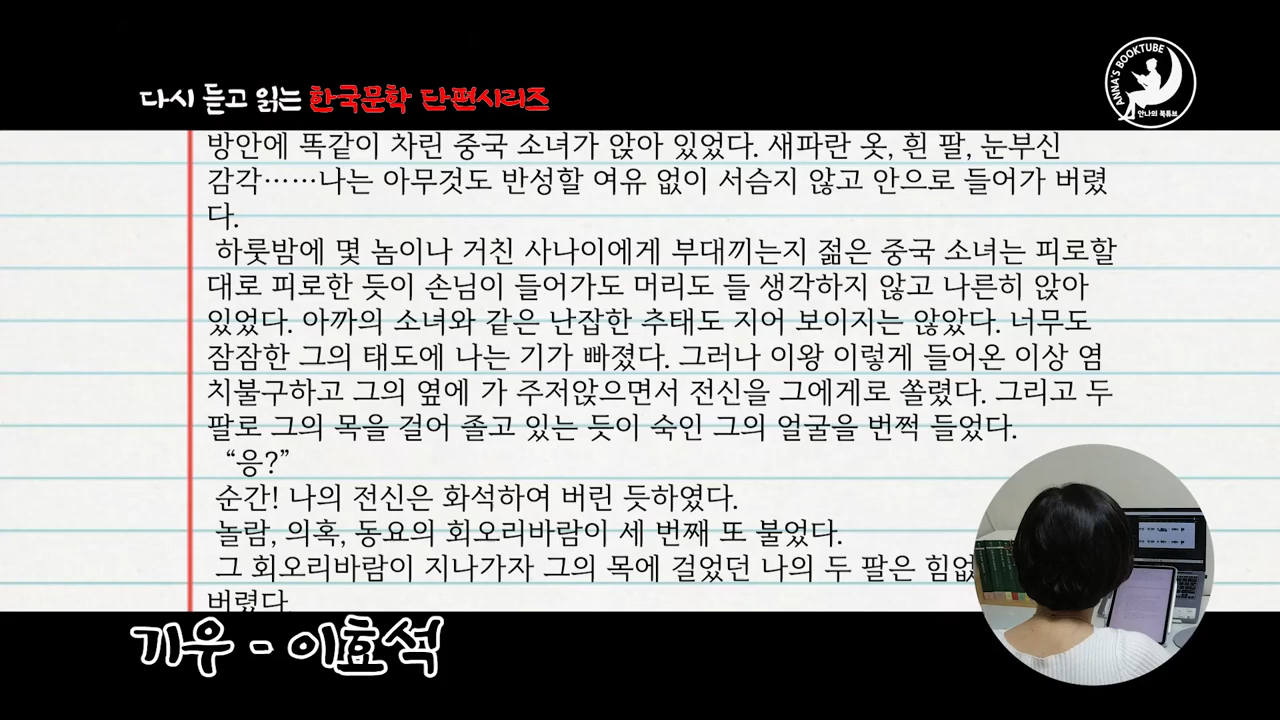 다시 듣고 읽는 한국문학 단편시리즈
ANNA'S BOOKTUBE
안나의 북튜브
방안에 똑같이 차린 중국 소녀가 앉아 있었다. 새파란 옷, 흰 팔, 눈부신
감각……나는 아무것도 반성할 여유 없이 서슴지 않고 안으로 들어가 버렸
다.
하룻밤에 몇 놈이나 거친 사나이에게 부대끼는지 젊은 중국 소녀는 피로할
대로 피로한 듯이 손님이 들어가도 머리도 들 생각하지 않고 나른히 앉아
있었다. 아까의 소녀와 같은 난잡한 추태도 지어 보이지는 않았다. 너무도
잠잠한 그의 태도에 나는 기가 빠졌다. 그러나 이왕 이렇게 들어온 이상 염
치불구하고 그의 옆에 가 주저앉으면서 전신을 그에게로 쏠렸다. 그리고 두
팔로 그의 목을 걸어 졸고 있는 듯이 숙인 그의 얼굴을 번쩍 들었다.
“응?”
순간! 나의 전신은 화석하여 버린 듯하였다.
놀람, 의혹, 동요의 회오리바람이 세 번째 또 불었다.
그 회오리바람이 지나가자 그의 목에 걸었던 나의 두 팔은 힘없
버렸다
기우 - 이효석